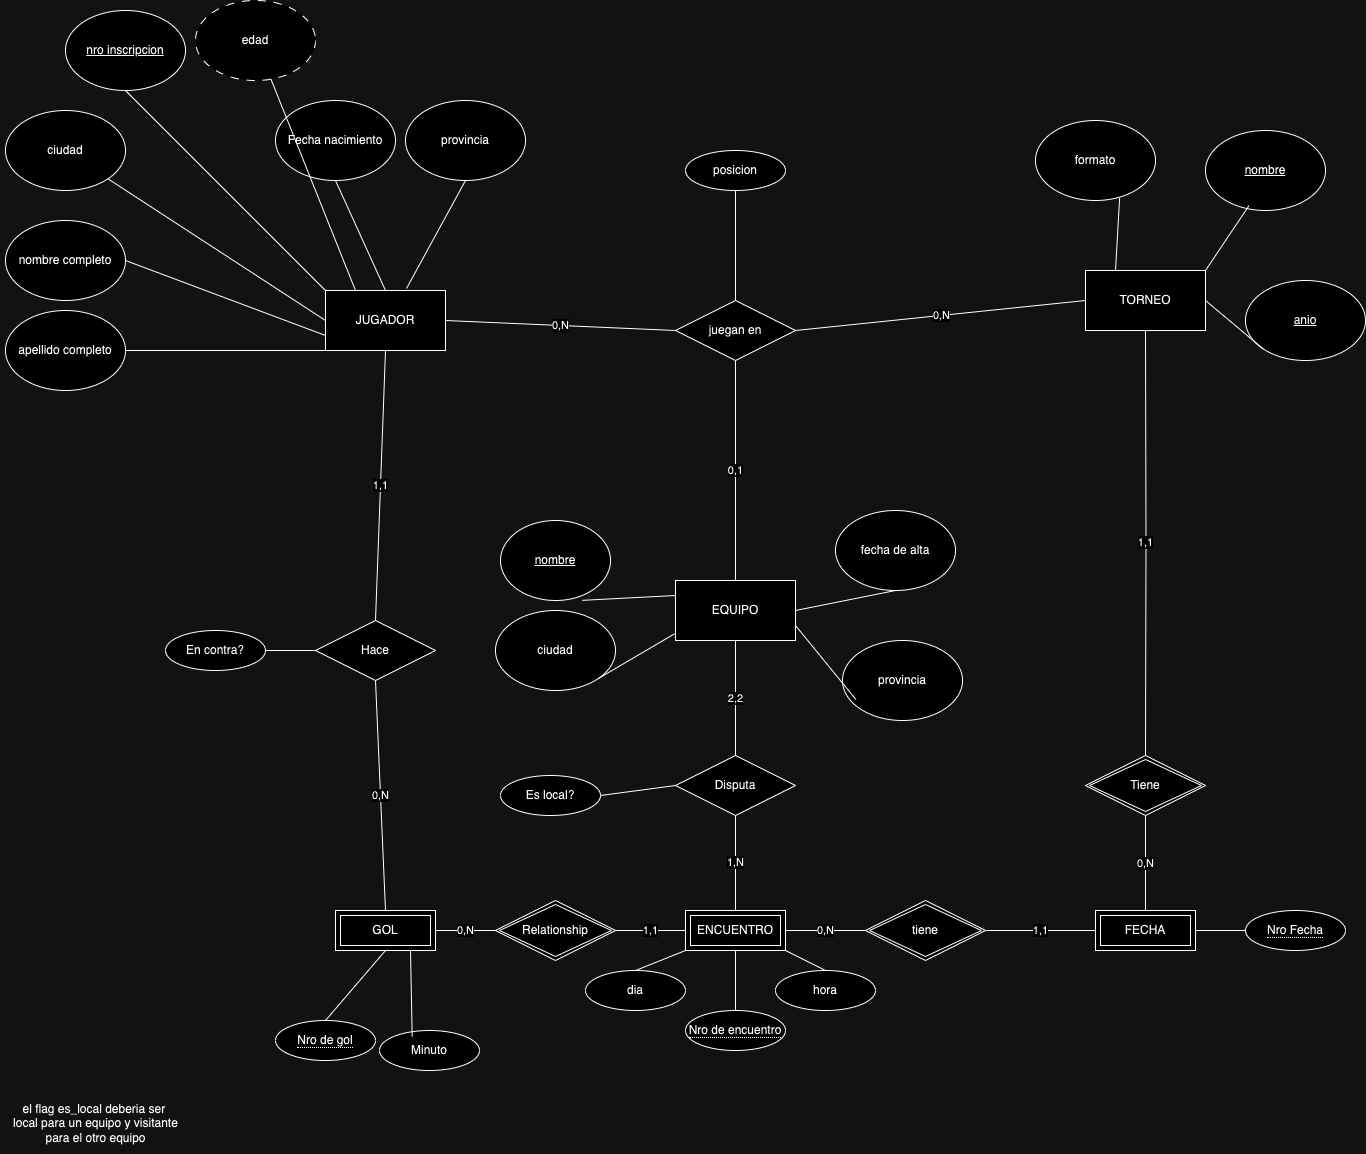 edad
nro inscripcion
Fecha nacimiento
provincia
ciudad
formato
nombre
posicion
nombre completo
TORNEO
anio
JUGADOR
0,N
juegan en
0,N
apellido completo
0,1
1,1
1,1
nombre
fecha de alta
EQUIPO
En contra?
Hace
ciudad
provincia
2,2
Es local?
Disputa
Tiene
0,N
1,N
0,N
GOL
0,N
Relationship
1,1
ENCUENTRO
0,N
tiene
1,1
FECHA
Nro Fecha
dia
hora
Nro de encuentro
Nro de gol
Minuto
el flag es_local deberia ser
local para un equipo y visitante
para el otro equipo